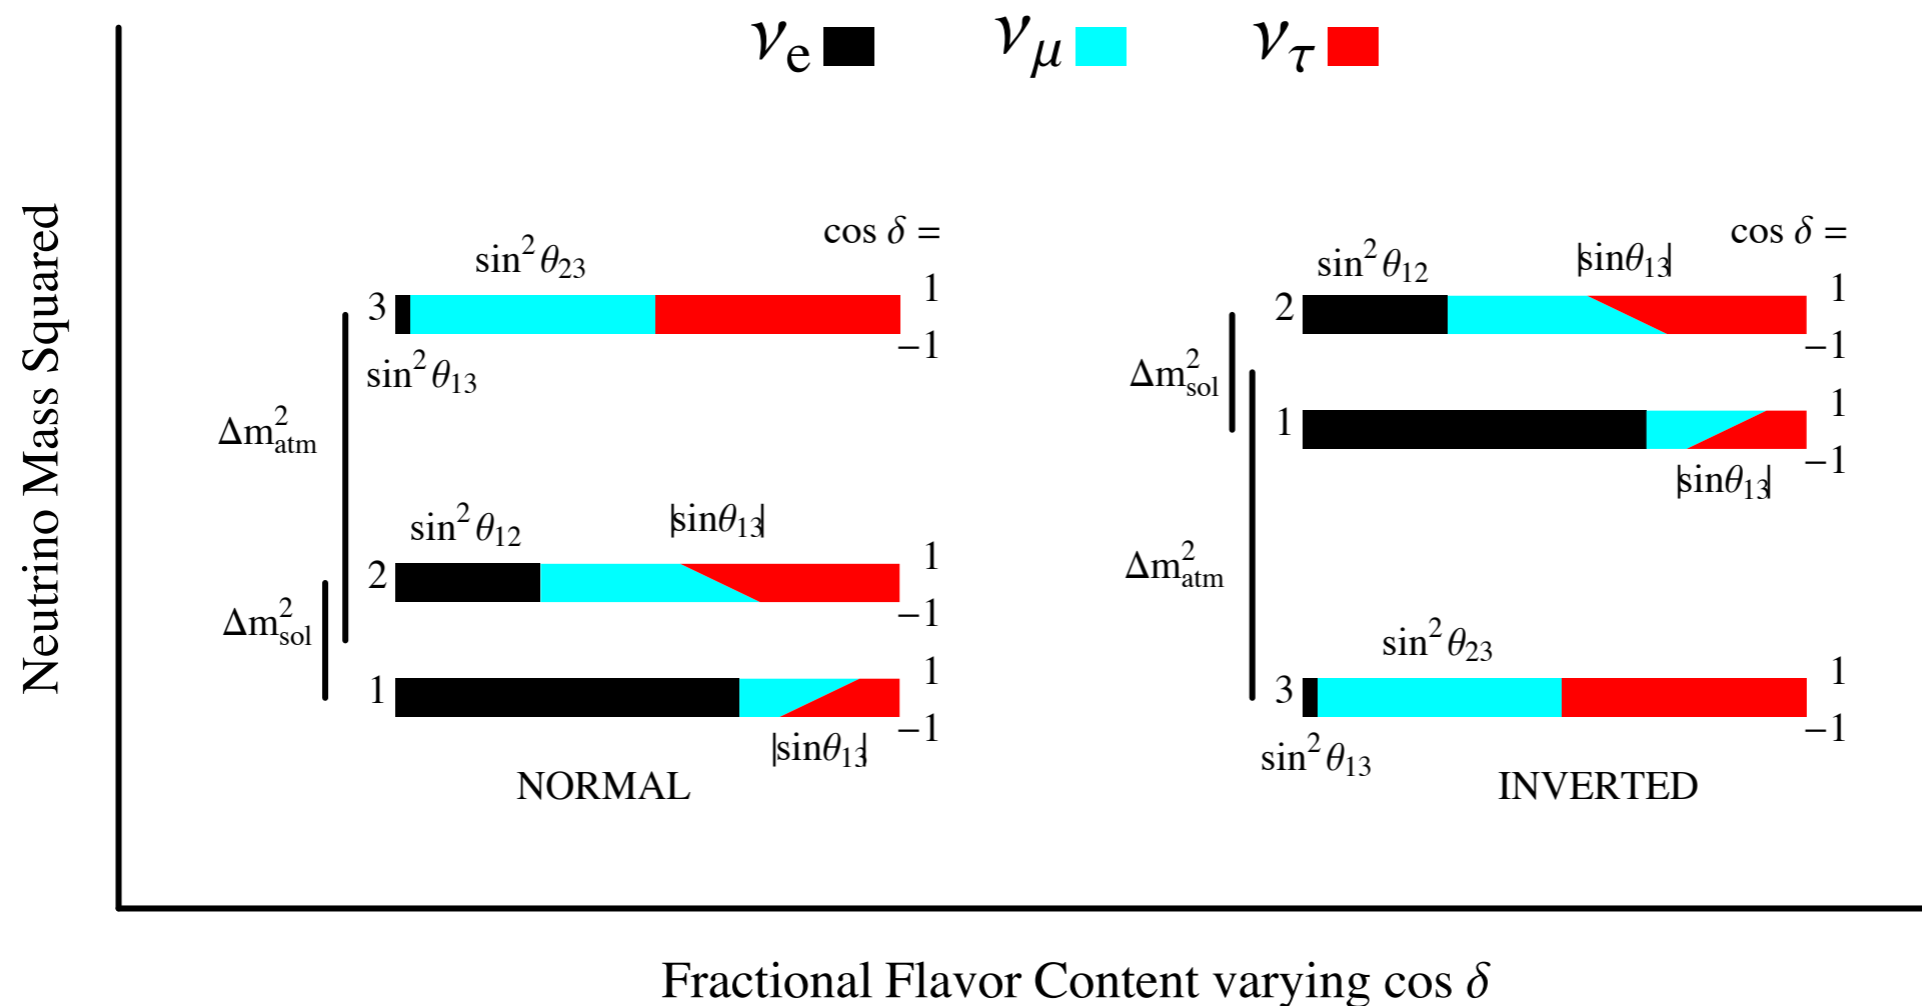 νe νμ ντ
Neutrino Mass Squared
cos δ =
sin²θ₂₃
3
1
−1
sin²θ₁₃
Δm²atm
sin²θ₁₂
|sinθ₁₃|
2
1
−1
Δm²sol
1
1
−1
|sinθ₁₃|
NORMAL
cos δ =
sin²θ₁₂
|sinθ₁₃|
2
1
−1
Δm²sol
1
1
−1
|sinθ₁₃|
Δm²atm
sin²θ₂₃
3
1
−1
sin²θ₁₃
INVERTED
Fractional Flavor Content varying cos δ